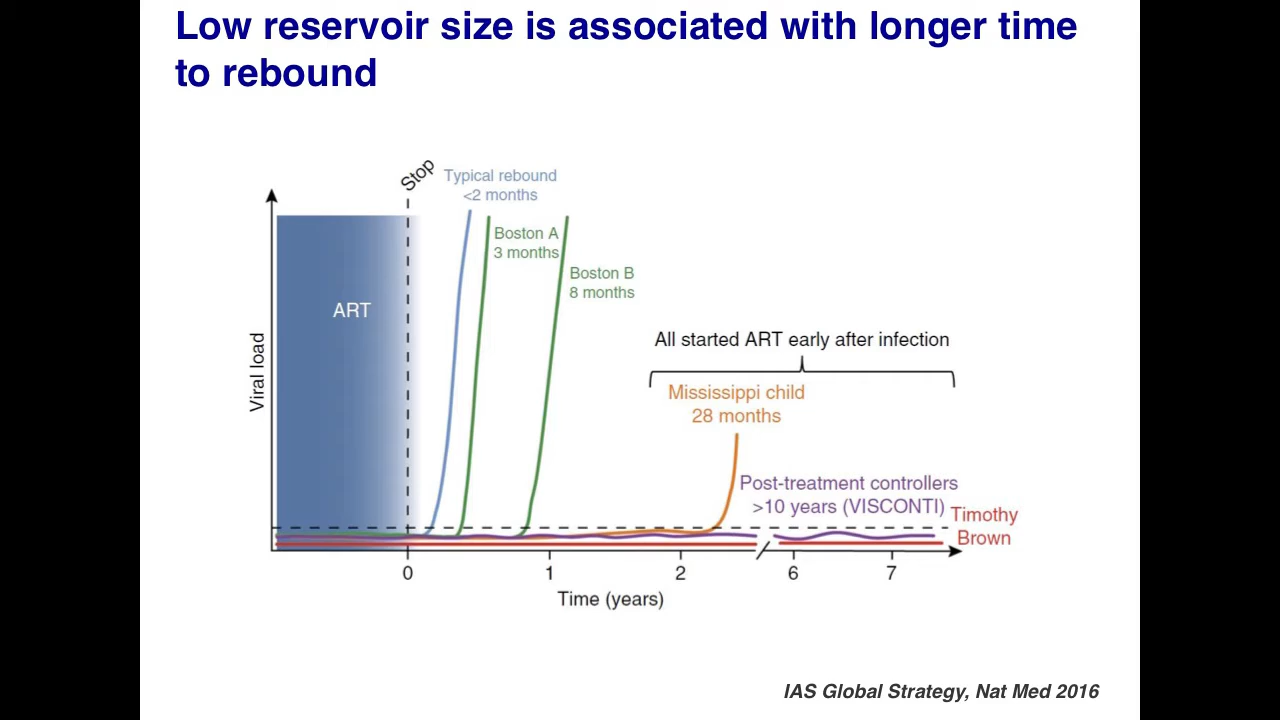 Low reservoir size is associated with longer time
to rebound
Stop
Typical rebound
<2 months
Boston A
3 months
Boston B
8 months
ART
Viral load
All started ART early after infection
Mississippi child
28 months
Post-treatment controllers
>10 years (VISCONTI)
Timothy
Brown
0
1
2
6
7
Time (years)
IAS Global Strategy, Nat Med 2016